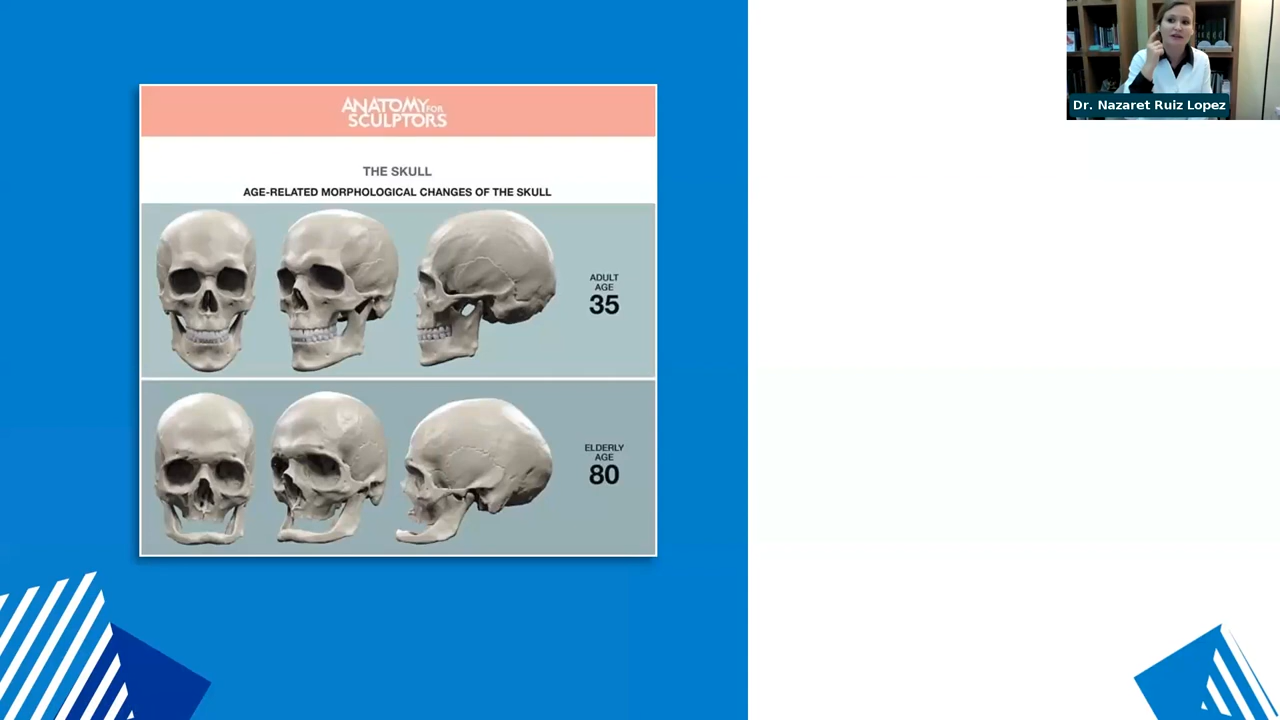 ANATOMY FOR
SCULPTORS
THE SKULL
AGE-RELATED MORPHOLOGICAL CHANGES OF THE SKULL
ADULT
AGE
35
ELDERLY
AGE
80
Dr. Nazaret Ruiz Lopez